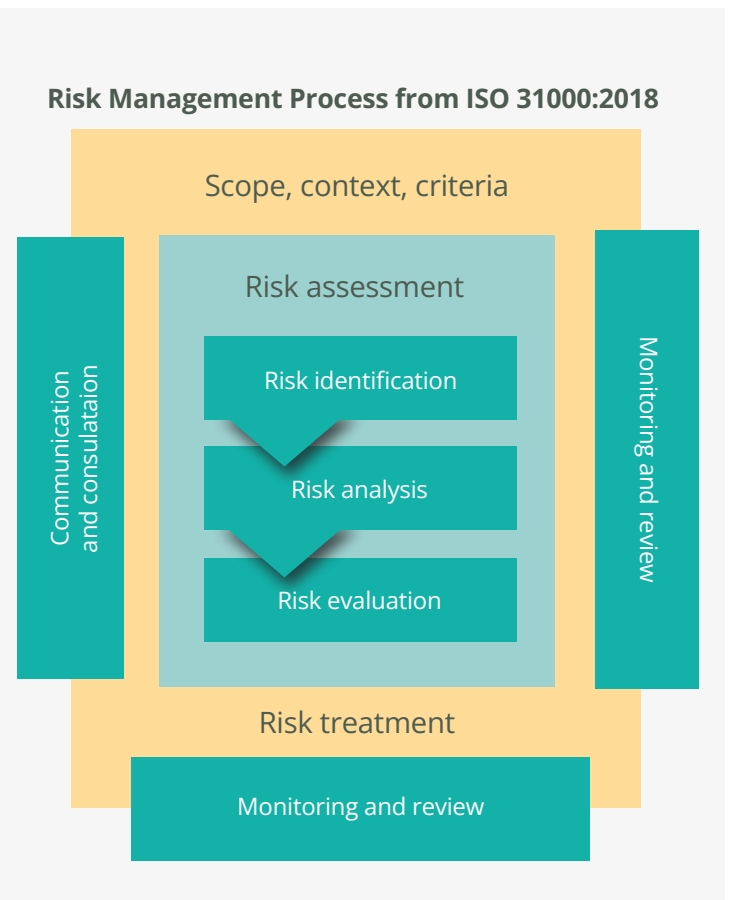 Risk Management Process from ISO 31000:2018
Scope, context, criteria
Communication
and consulataion
Risk assessment
Risk identification
Risk analysis
Risk evaluation
Monitoring and review
Risk treatment
Monitoring and review